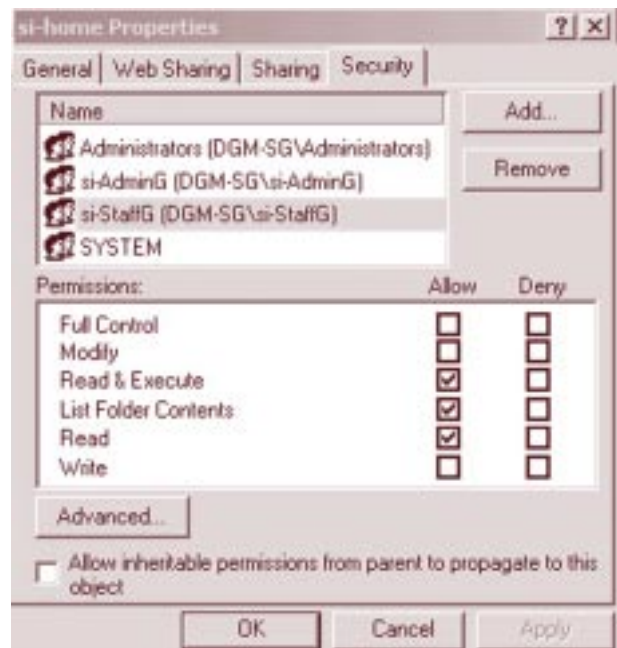 si-home Properties ? ×
General Web Sharing Sharing Security
Name
Add...
Administrators (DGM-SG\Administrators)
Remove
si-AdminG (DGM-SG\si-AdminG)
si-StaffG (DGM-SG\si-StaffG)
SYSTEM
Permissions: Allow Deny
Full Control
Modify
Read & Execute
List Folder Contents
Read
Write
Advanced...
Allow inheritable permissions from parent to propagate to this
object
OK Cancel Apply